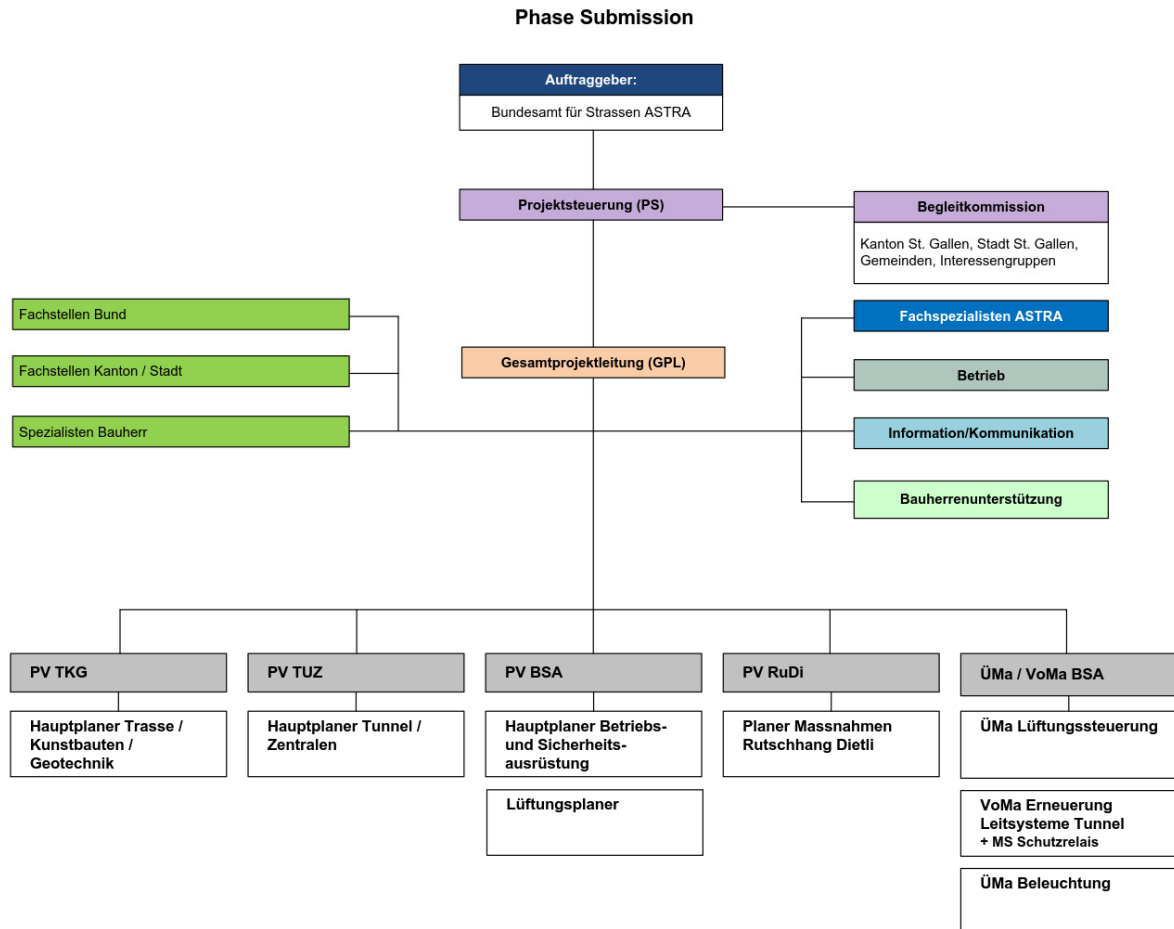 Phase Submission
Auftraggeber:
Bundesamt für Strassen ASTRA
Projektsteuerung (PS)
Begleitkommission
Kanton St. Gallen, Stadt St. Gallen,
Gemeinden, Interessengruppen
Fachstellen Bund
Fachspezialisten ASTRA
Gesamtprojektleitung (GPL)
Fachstellen Kanton / Stadt
Betrieb
Spezialisten Bauherr
Information/Kommunikation
Bauherrenunterstützung
PV TKG
Hauptplaner Trasse /
Kunstbauten /
Geotechnik
PV TUZ
Hauptplaner Tunnel /
Zentralen
PV BSA
Hauptplaner Betriebs-
und Sicherheits-
ausrüstung
Lüftungsplaner
PV RuDi
Planer Massnahmen
Rutschhang Dietli
ÜMa / VoMa BSA
ÜMa Lüftungssteuerung
VoMa Erneuerung
Leitsysteme Tunnel
+ MS Schutzrelais
ÜMa Beleuchtung